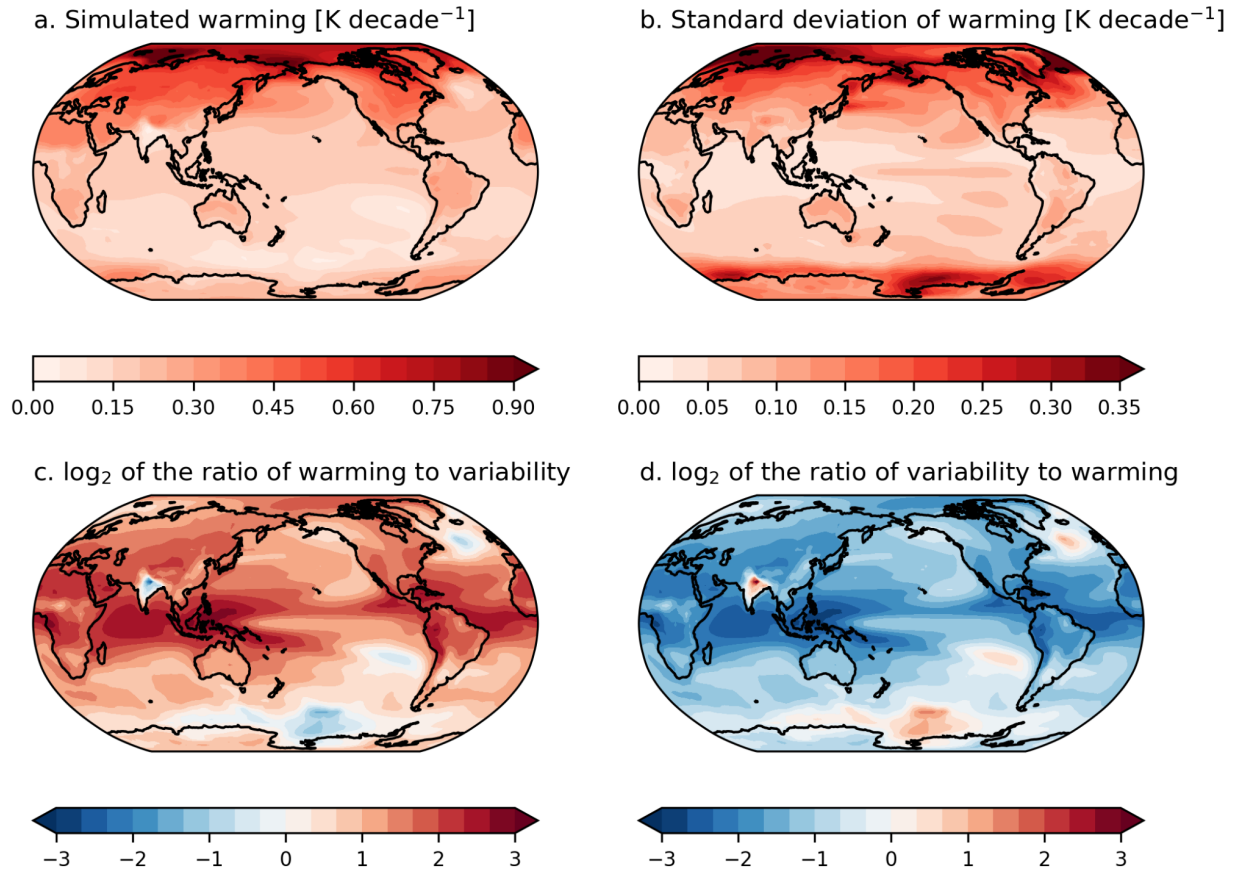 a. Simulated warming [K decade⁻¹]
b. Standard deviation of warming [K decade⁻¹]
0.00 0.15 0.30 0.45 0.60 0.75 0.90
0.00 0.05 0.10 0.15 0.20 0.25 0.30 0.35
c. log₂ of the ratio of warming to variability
d. log₂ of the ratio of variability to warming
−3 −2 −1 0 1 2 3
−3 −2 −1 0 1 2 3